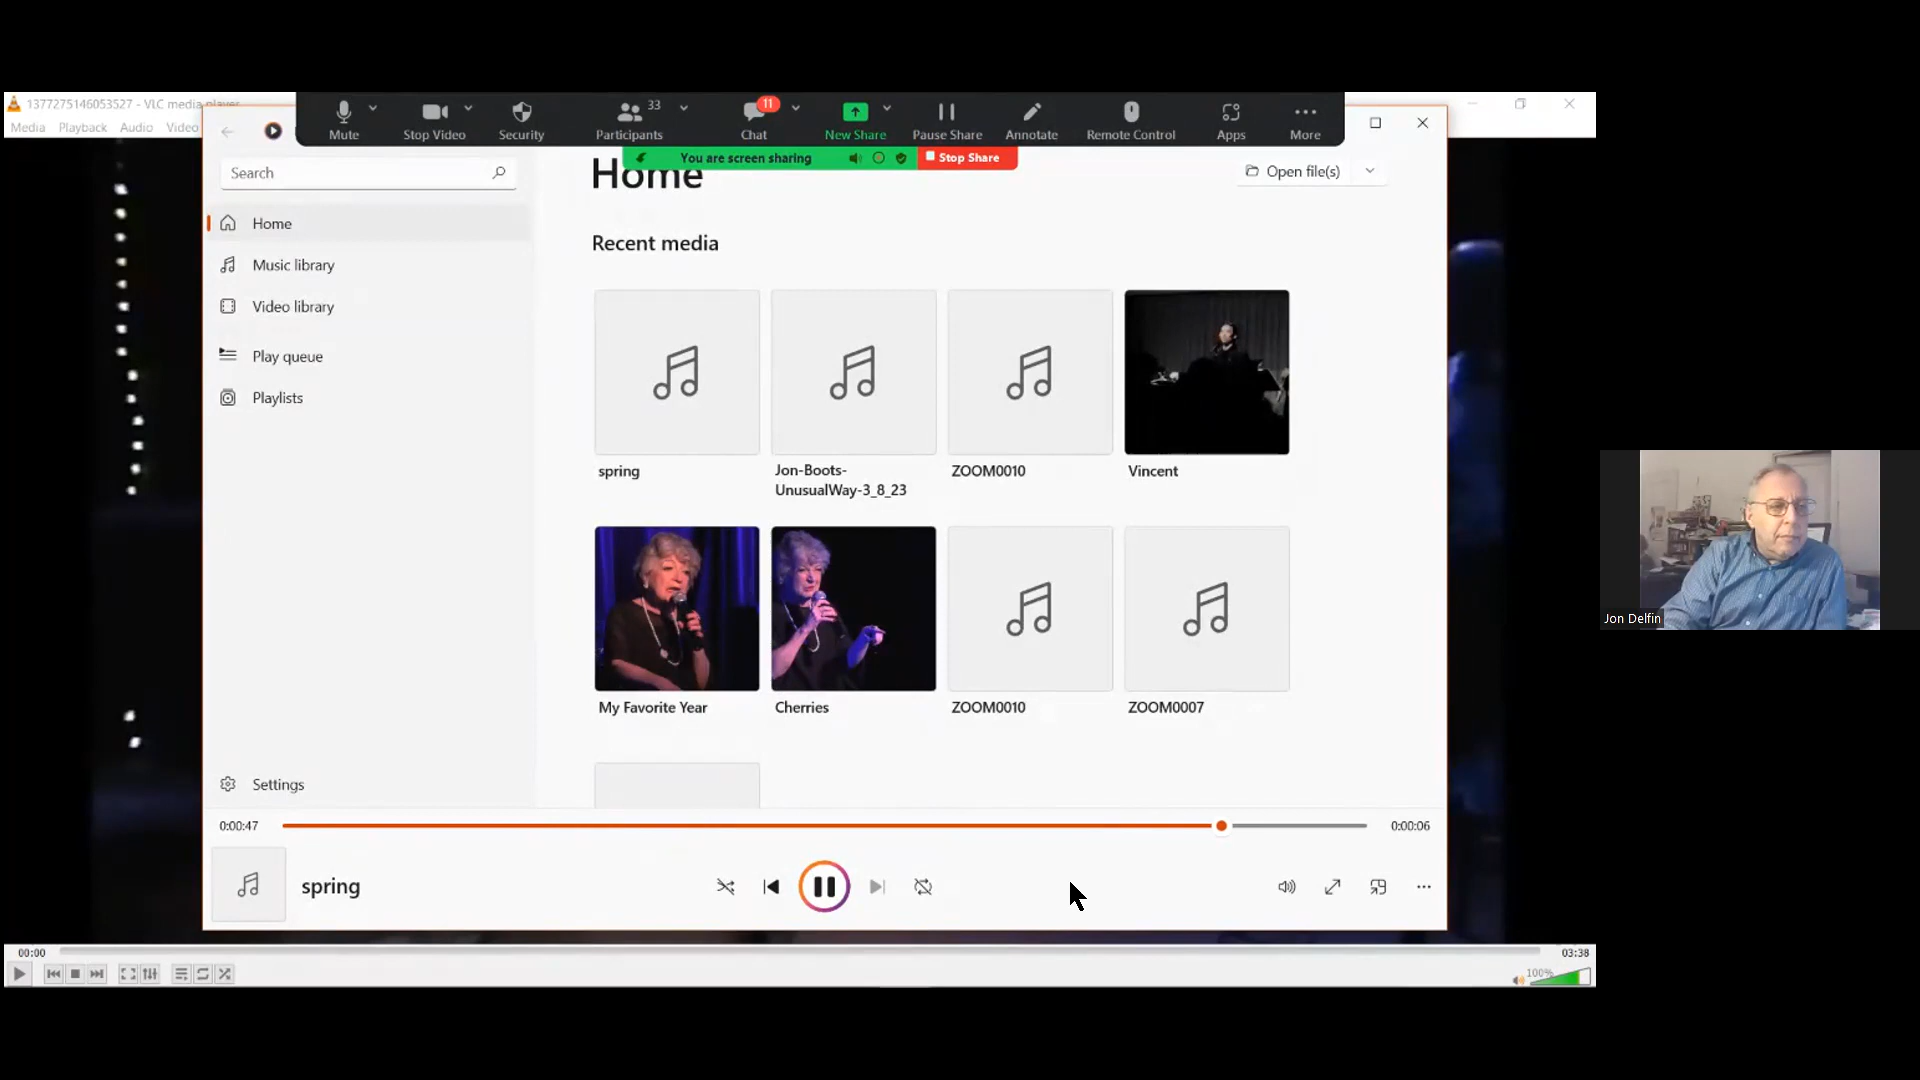 1377275146053527 - VLC media player
Media Playback Audio Video
Mute
Stop Video
Security
33
Participants
11
Chat
New Share
Pause Share
Annotate
Remote Control
Apps
More
You are screen sharing
Stop Share
Search
Home
Open file(s)
Home
Music library
Video library
Play queue
Playlists
Settings
Recent media
spring
Jon-Boots-
UnusualWay-3_8_23
ZOOM0010
Vincent
My Favorite Year
Cherries
ZOOM0010
ZOOM0007
0:00:47
0:00:06
spring
00:00
03:38
100%
Jon Delfin